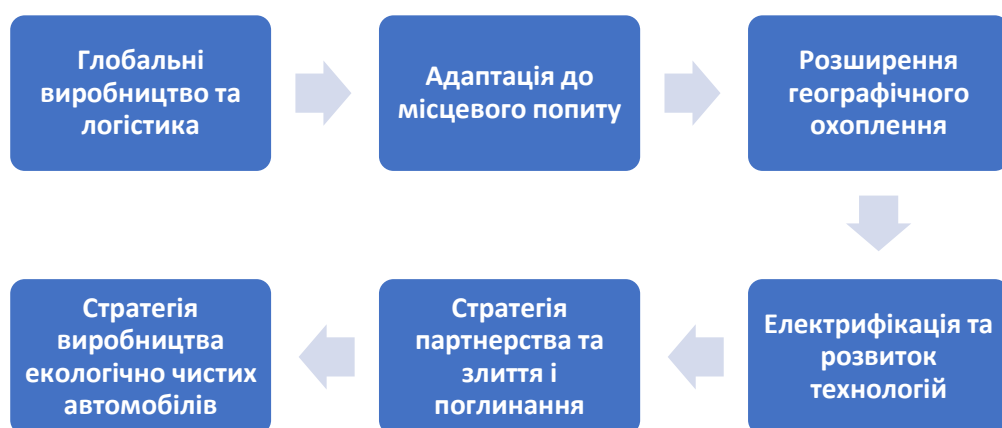 Глобальні
виробництво та
логістика
Адаптація до
місцевого попиту
Розширення
географічного
охоплення
Електрифікація та
розвиток
технологій
Стратегія
партнерства та
злиття і
поглинання
Стратегія
виробництва
екологічно чистих
автомобілів